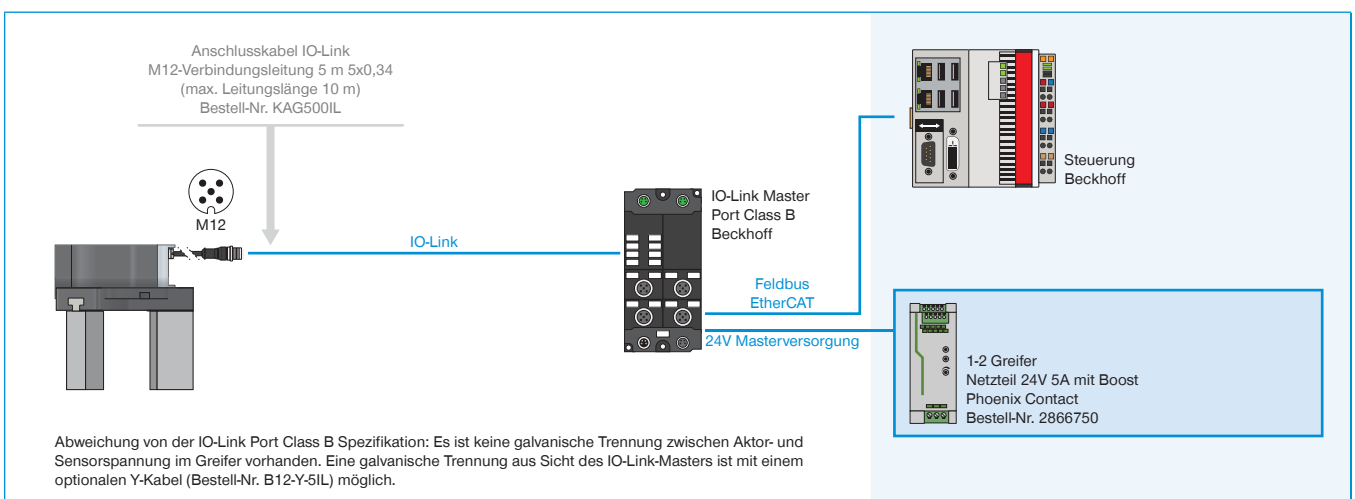 Anschlusskabel IO-Link
M12-Verbindungsleitung 5 m 5x0,34
(max. Leitungslänge 10 m)
Bestell-Nr. KAG500IL
M12
IO-Link
IO-Link Master
Port Class B
Beckhoff
Steuerung
Beckhoff
Feldbus
EtherCAT
24V Masterversorgung
1-2 Greifer
Netzteil 24V 5A mit Boost
Phoenix Contact
Bestell-Nr. 2866750
Abweichung von der IO-Link Port Class B Spezifikation: Es ist keine galvanische Trennung zwischen Aktor- und
Sensorspannung im Greifer vorhanden. Eine galvanische Trennung aus Sicht des IO-Link-Masters ist mit einem
optionalen Y-Kabel (Bestell-Nr. B12-Y-5IL) möglich.